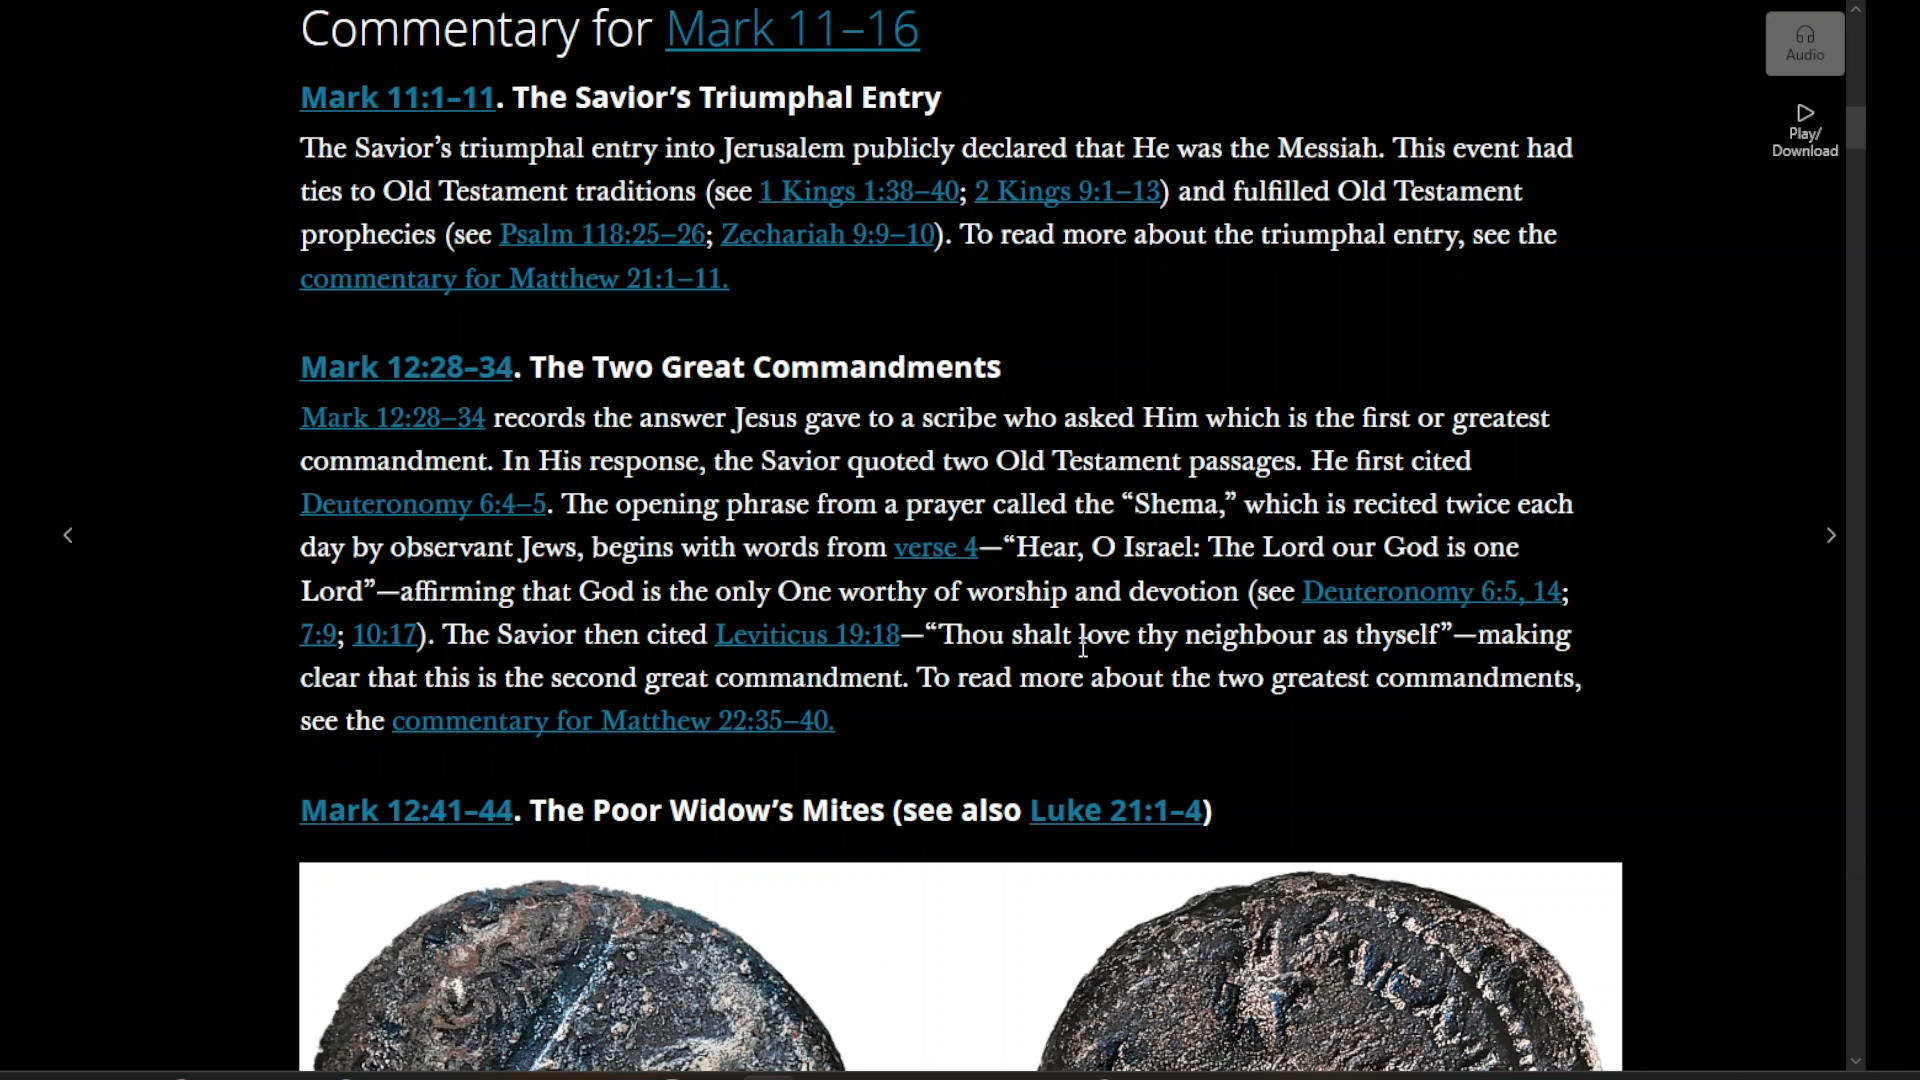 Commentary for Mark 11–16
Audio
Play/
Download
Mark 11:1–11. The Savior’s Triumphal Entry
The Savior’s triumphal entry into Jerusalem publicly declared that He was the Messiah. This event had
ties to Old Testament traditions (see 1 Kings 1:38–40; 2 Kings 9:1–13) and fulfilled Old Testament
prophecies (see Psalm 118:25–26; Zechariah 9:9–10). To read more about the triumphal entry, see the
commentary for Matthew 21:1–11.
Mark 12:28–34. The Two Great Commandments
Mark 12:28–34 records the answer Jesus gave to a scribe who asked Him which is the first or greatest
commandment. In His response, the Savior quoted two Old Testament passages. He first cited
Deuteronomy 6:4–5. The opening phrase from a prayer called the “Shema,” which is recited twice each
day by observant Jews, begins with words from verse 4—“Hear, O Israel: The Lord our God is one
Lord”—affirming that God is the only One worthy of worship and devotion (see Deuteronomy 6:5, 14;
7:9; 10:17). The Savior then cited Leviticus 19:18—“Thou shalt love thy neighbour as thyself”—making
clear that this is the second great commandment. To read more about the two greatest commandments,
see the commentary for Matthew 22:35–40.
Mark 12:41–44. The Poor Widow’s Mites (see also Luke 21:1–4)